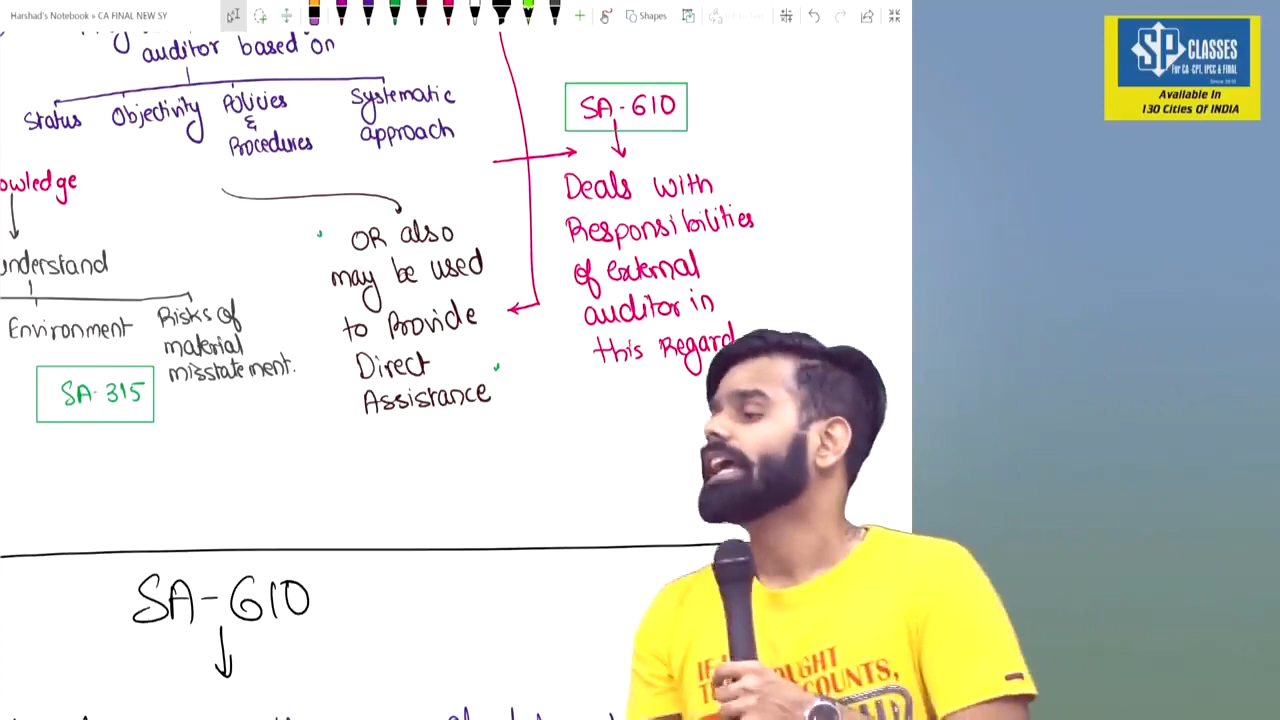 Harshad's Notebook » CA FINAL NEW SY
Shapes
auditor based on
Status
Objectivity
Policies
&
Procedures
Systematic
approach
SA-610
Deals with
Responsibilities
of external
auditor in
this Regard
owledge
understand
Environment
Risks of
material
misstatement.
SA-315
OR also
may be used
to Provide
Direct
Assistance
SA-610
SP CLASSES
For CA-CPT, IPCC & FINAL
Since 2010
Available In
130 Cities Of INDIA
COUNTS,